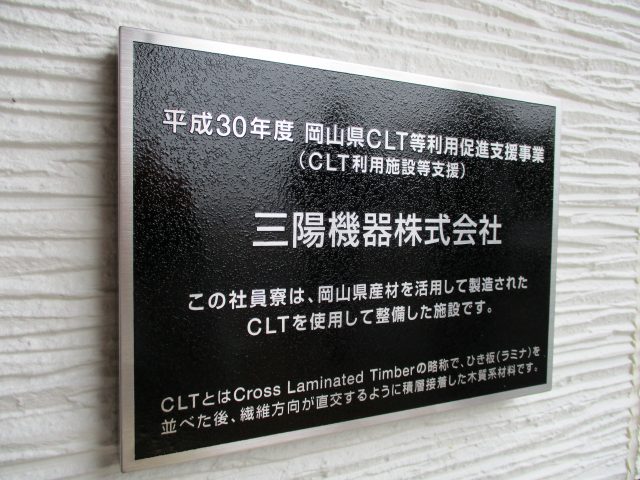 平成30年度 岡山県CLT等利用促進支援事業
（CLT利用施設等支援）
三陽機器株式会社
この社員寮は、岡山県産材を活用して製造された
CLTを使用して整備した施設です。
CLTとはCross Laminated Timberの略称で、ひき板（ラミナ）を
並べた後、繊維方向が直交するように積層接着した木質系材料です。